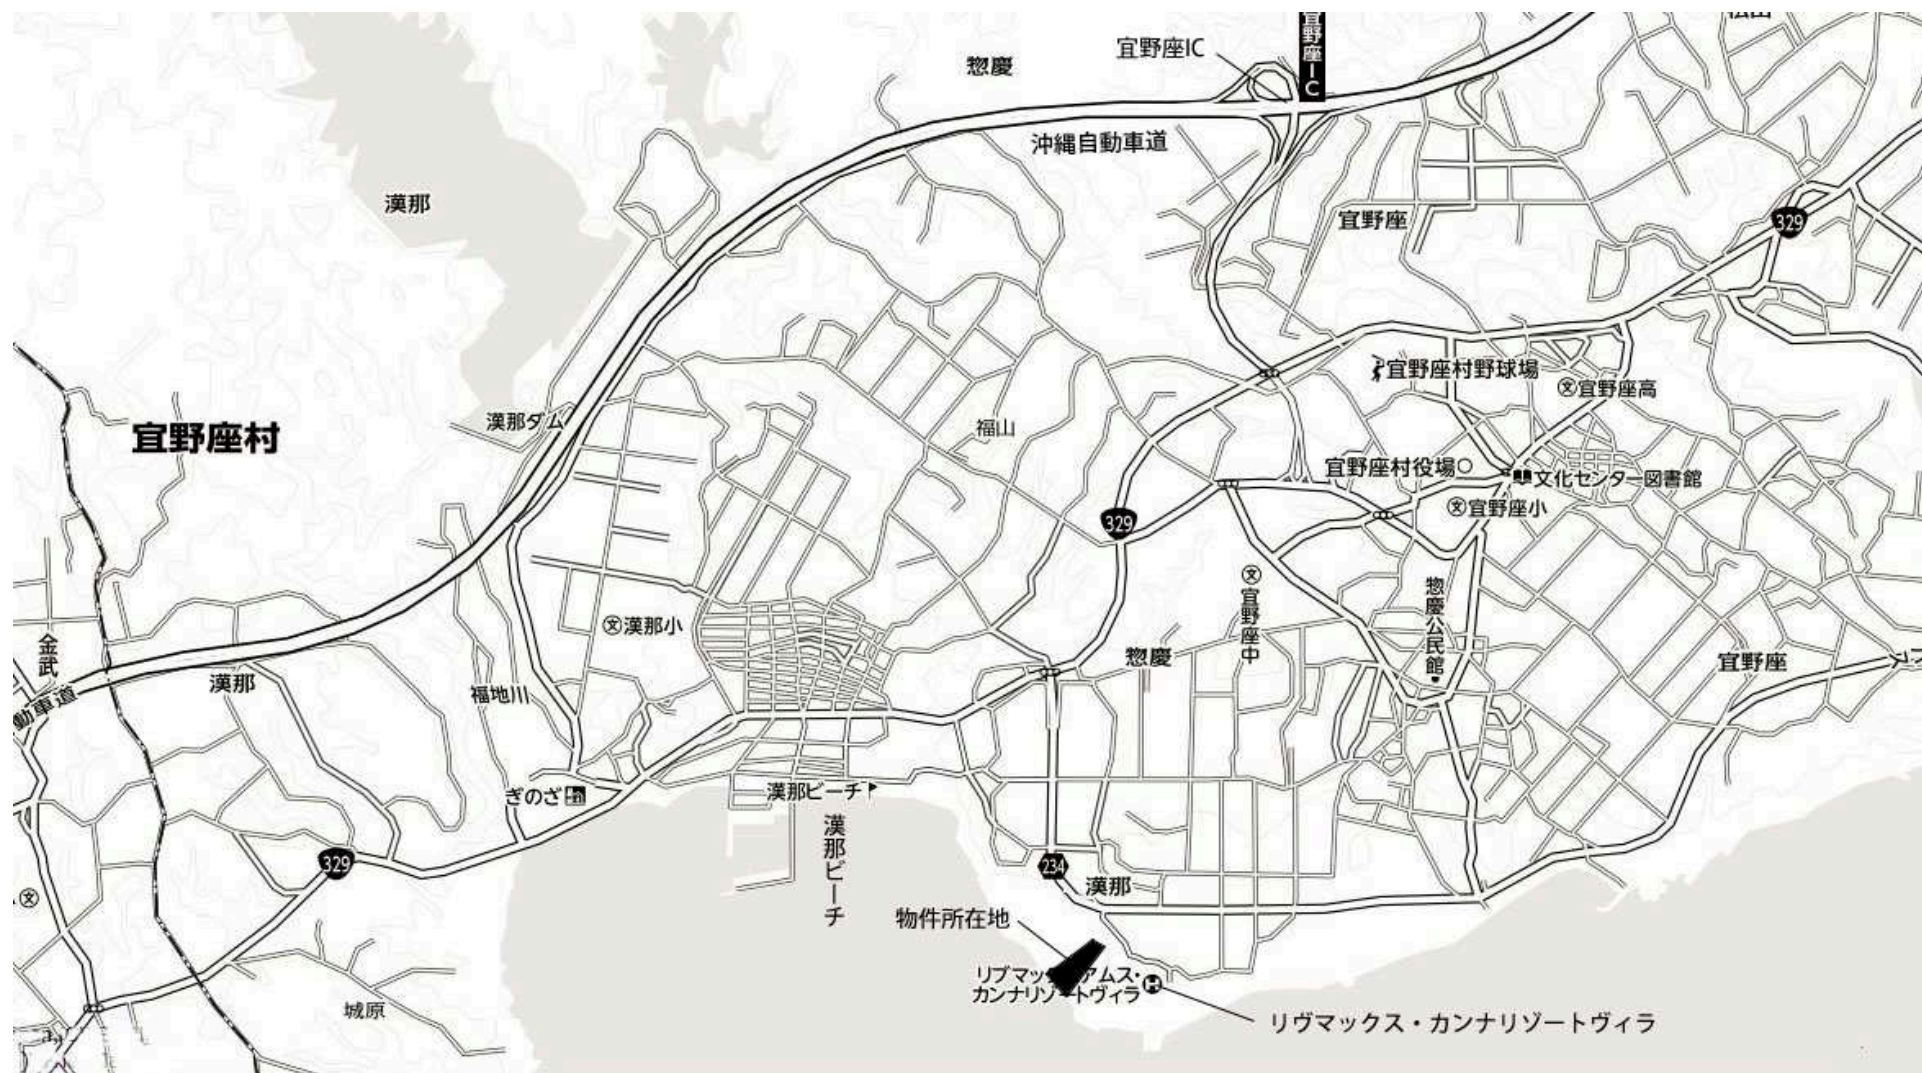 宜野座IC
惣慶
宜野座IC
沖縄自動車道
漢那
宜野座
329
宜野座村野球場
宜野座高
宜野座村
漢那ダム
福山
宜野座村役場
文化センター図書館
宜野座小
329
文
宜野座中
惣慶公民館
文
漢那小
金武
惣慶
宜野座
漢那
動車道
福地川
ぎのざ
漢那ビーチ
漢那ビーチ
329
234
漢那
文
物件所在地
カンナリゾートヴィラ
リヴマックス・カンナリゾートヴィラ
城原